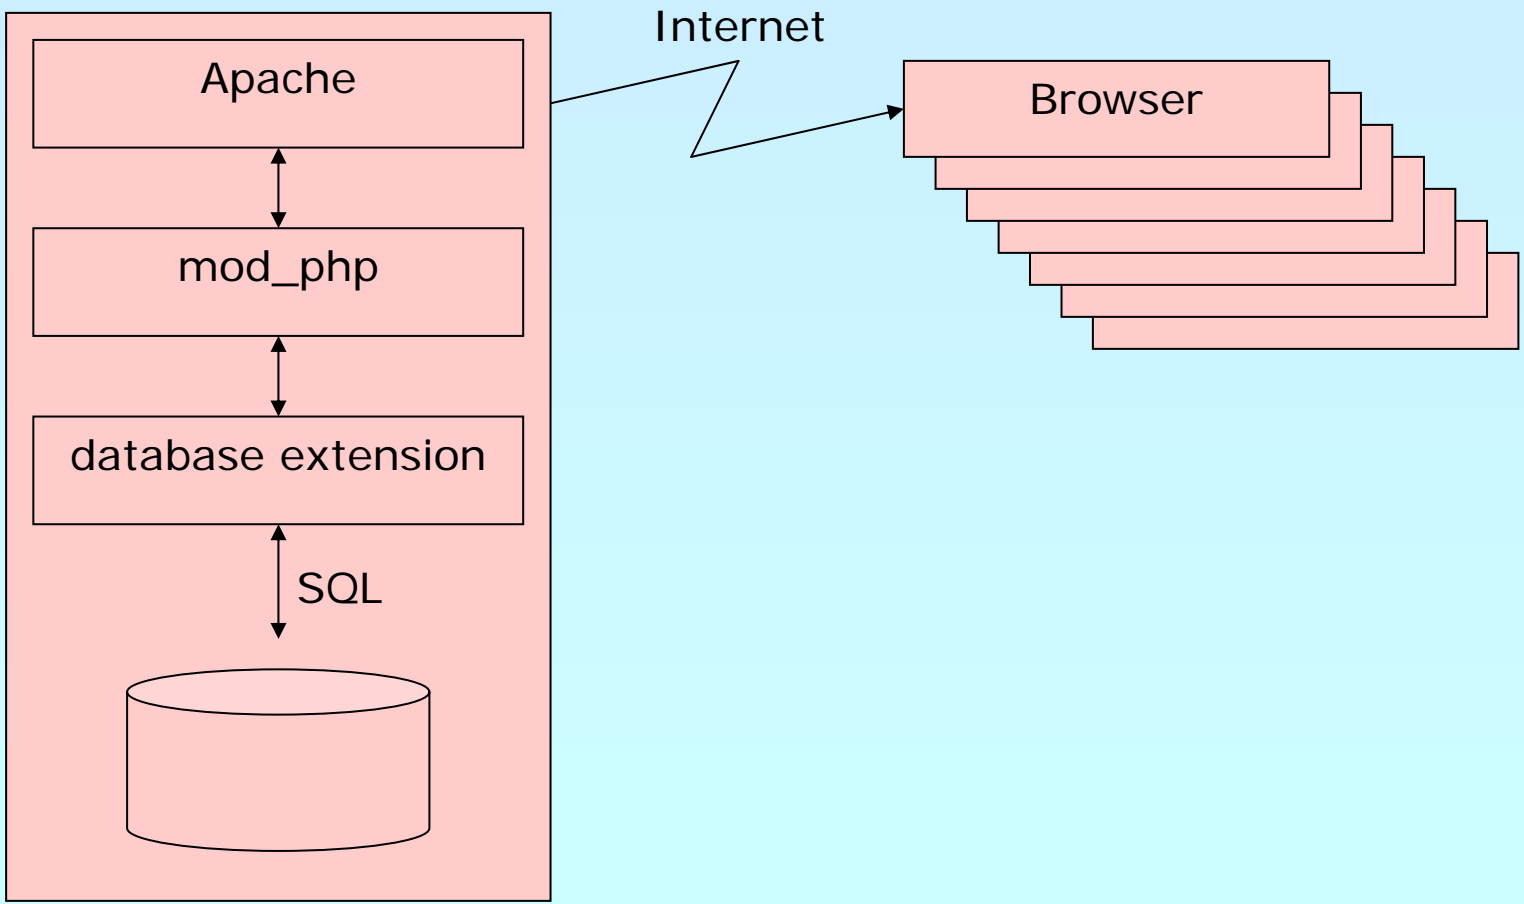 Internet
Apache
Browser
mod_php
database extension
SQL